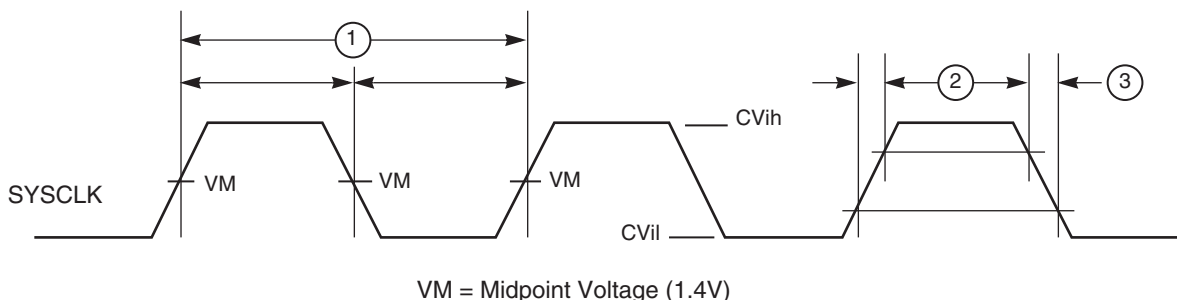 1
2
3
CVih
VM
VM
VM
SYSCLK
CVil
VM = Midpoint Voltage (1.4V)